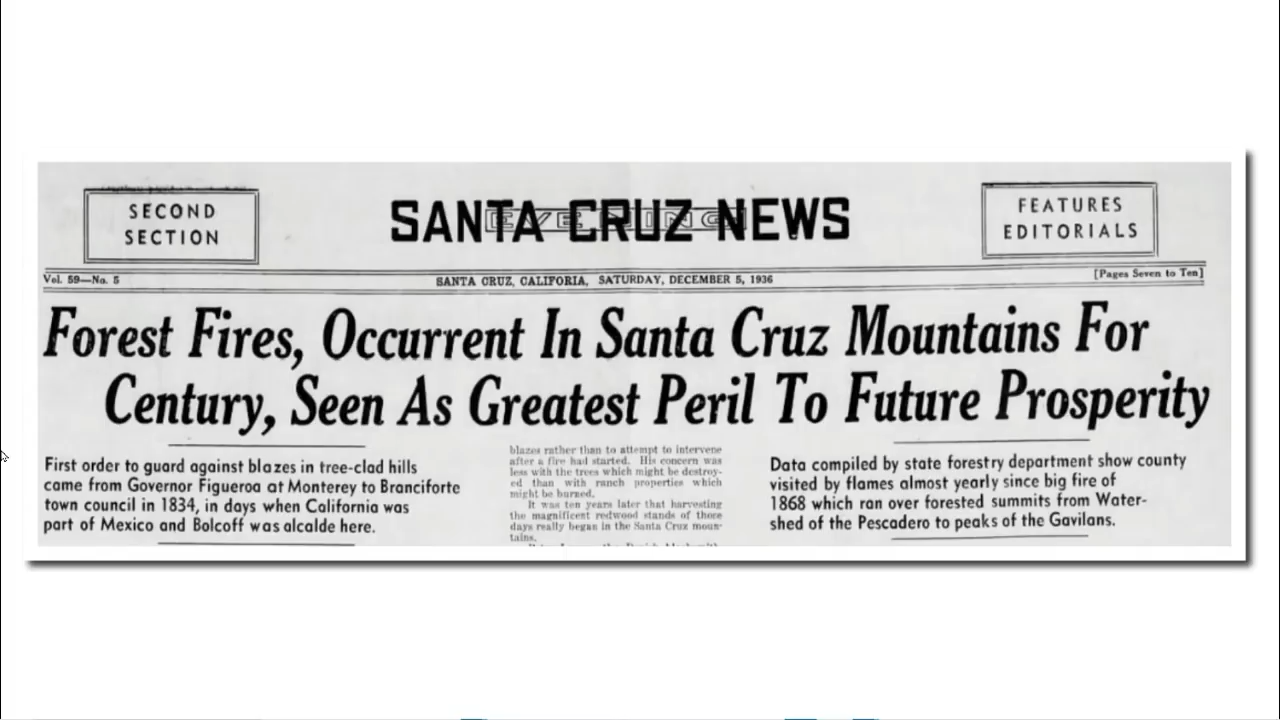 SECOND
SECTION
SANTA CRUZ NEWS
EVENING
FEATURES
EDITORIALS
Vol. 59—No. 5
SANTA CRUZ, CALIFORIA, SATURDAY, DECEMBER 5, 1936
[Pages Seven to Ten]
Forest Fires, Occurrent In Santa Cruz Mountains For
Century, Seen As Greatest Peril To Future Prosperity
First order to guard against blazes in tree-clad hills
came from Governor Figueroa at Monterey to Branciforte
town council in 1834, in days when California was
part of Mexico and Bolcoff was alcalde here.
blazes rather than to attempt to intervene
after a fire had started. His concern was
less with the trees which might be destroy-
ed than with ranch properties which
might be burned.
It was ten years later that harvesting
the magnificent redwood stands of those
days really began in the Santa Cruz moun-
tains.
Data compiled by state forestry department show county
visited by flames almost yearly since big fire of
1868 which ran over forested summits from Water-
shed of the Pescadero to peaks of the Gavilans.